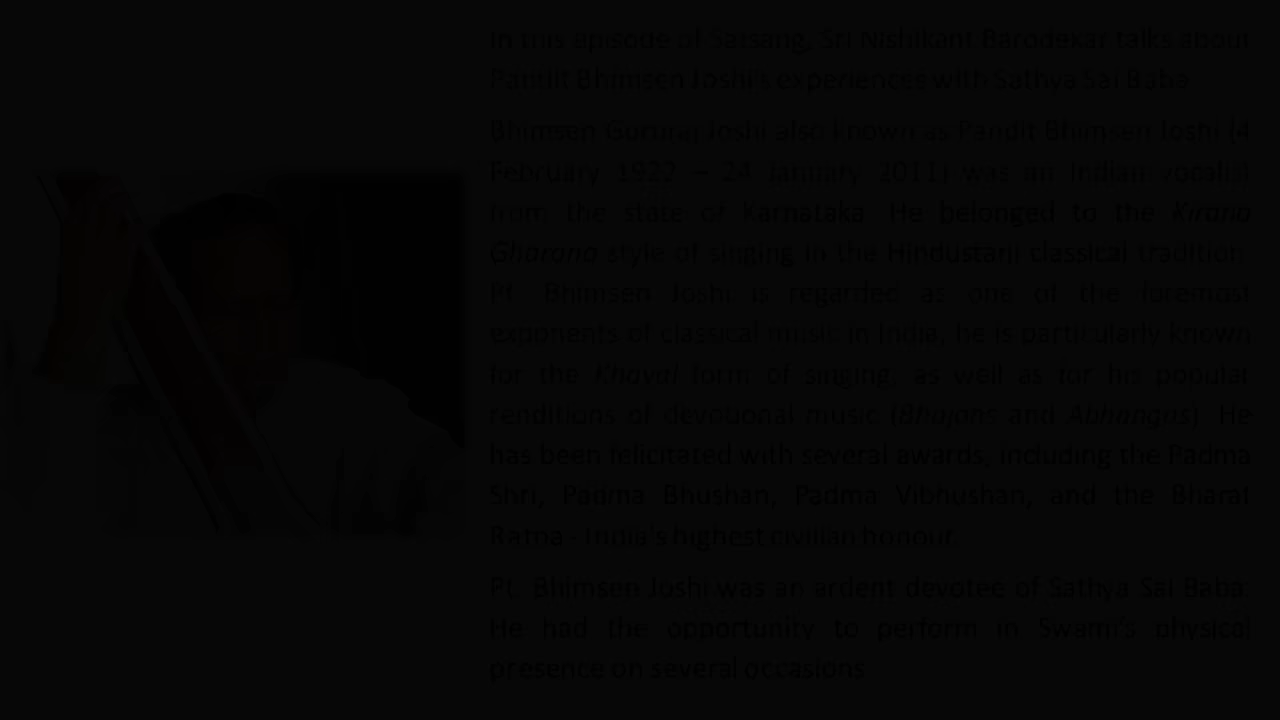 In this episode of Satsang, Sri Nishikant Barodekar talks about
Pandit Bhimsen Joshi's experiences with Sathya Sai Baba
Bhimsen Gururaj Joshi also known as Pandit Bhimsen Joshi (4
February 1922 – 24 January 2011) was an Indian vocalist
from the state of Karnataka. He belonged to the Kirana
Gharana style of singing in the Hindustani classical tradition.
Pt. Bhimsen Joshi is regarded as one of the foremost
exponents of classical music in India, he is particularly known
for the Khayal form of singing, as well as for his popular
renditions of devotional music (Bhajans and Abhangas). He
has been felicitated with several awards, including the Padma
Shri, Padma Bhushan, Padma Vibhushan, and the Bharat
Ratna - India's highest civilian honour.
Pt. Bhimsen Joshi was an ardent devotee of Sathya Sai Baba.
He had the opportunity to perform in Swami's physical
presence on several occasions